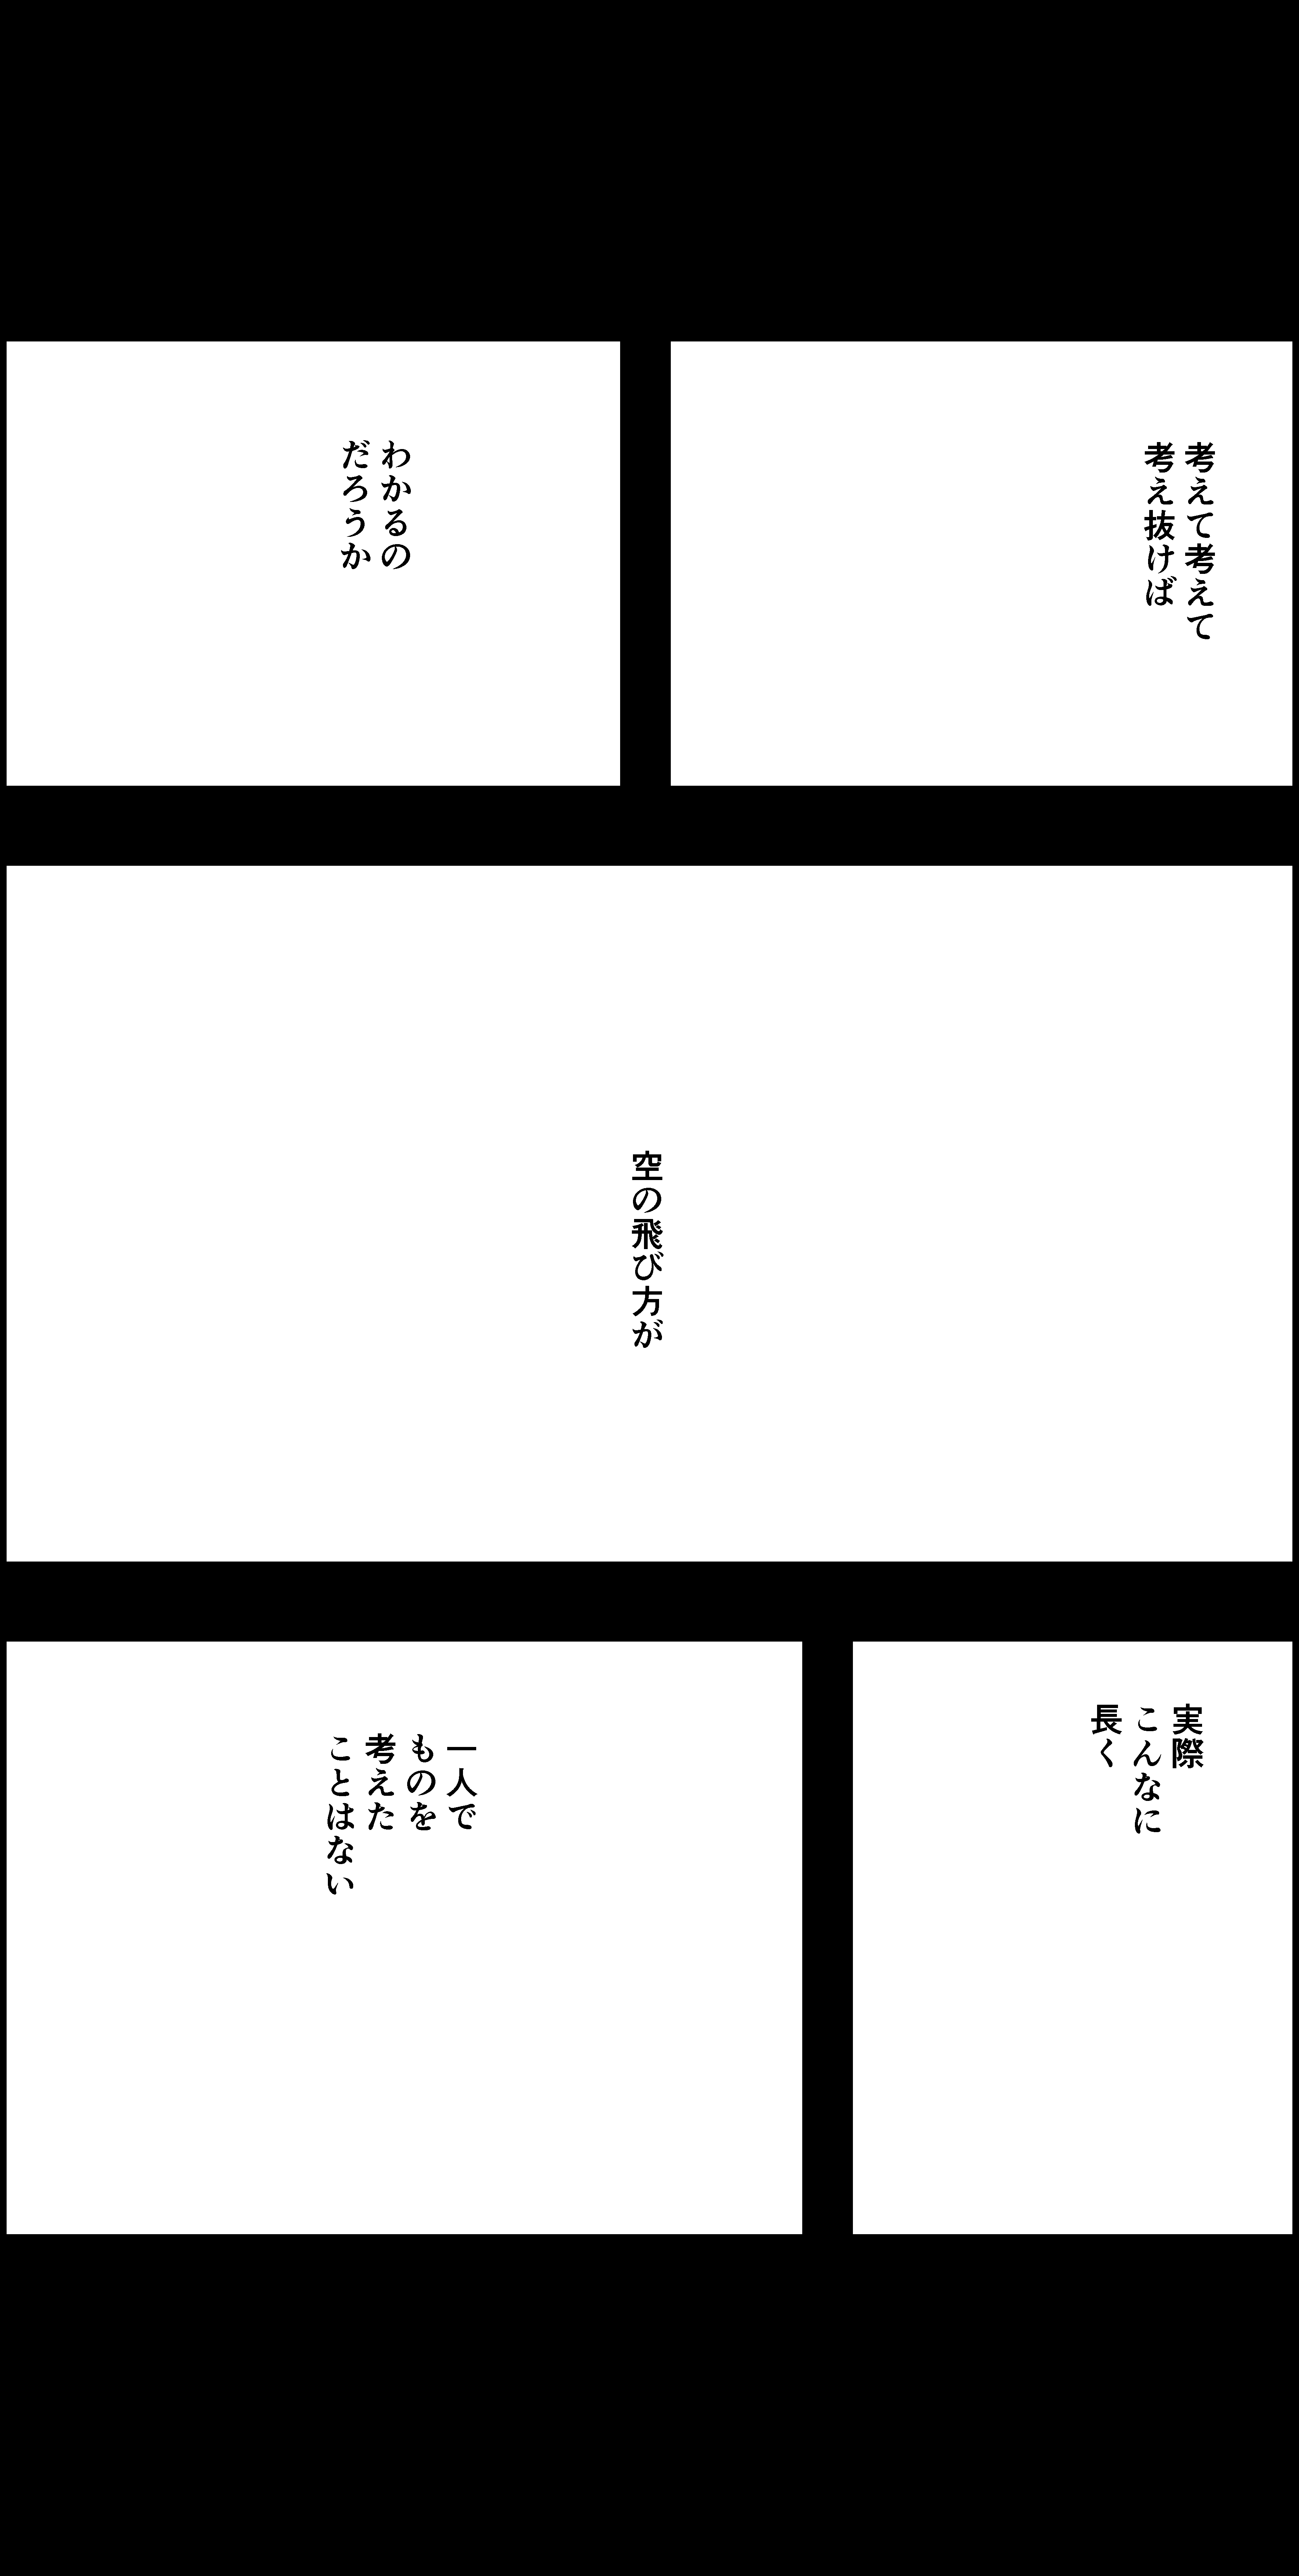 考えて考えて
考え抜けば
わかるの
だろうか
空の飛び方が
実際
こんなに
長く
一人で
ものを
考えた
ことはない